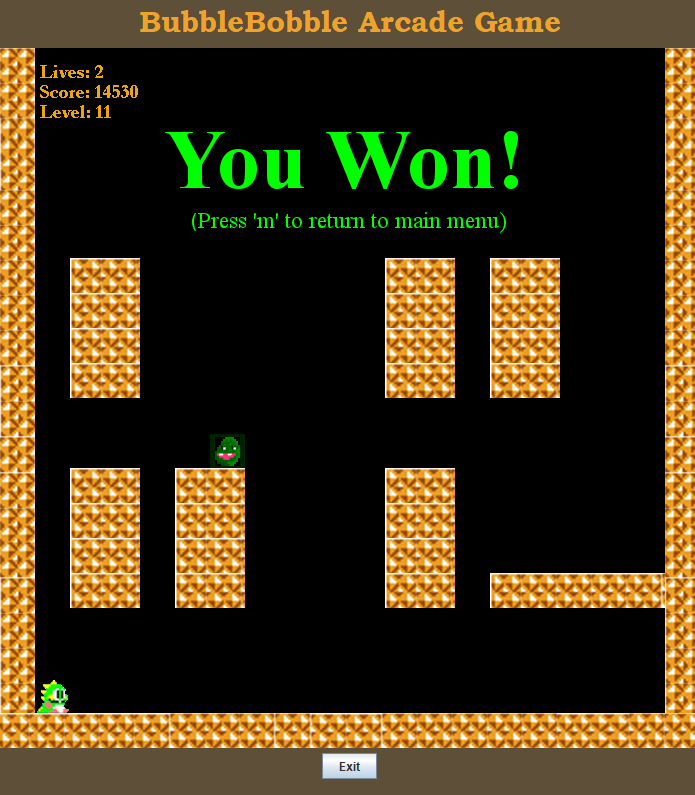 BubbleBobble Arcade Game
Lives: 2
Score: 14530
Level: 11
You Won!
(Press 'm' to return to main menu)
Exit